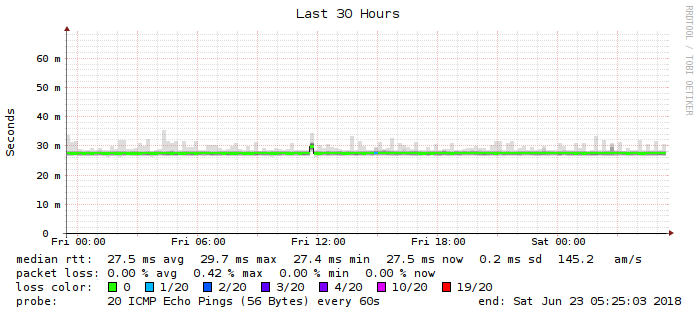 Last 30 Hours
RRDTOOL / TOBI OETIKER
Seconds
60 m
50 m
40 m
30 m
20 m
10 m
0
Fri 00:00 Fri 06:00 Fri 12:00 Fri 18:00 Sat 00:00
median rtt: 27.5 ms avg 29.7 ms max 27.4 ms min 27.5 ms now 0.2 ms sd 145.2 am/s
packet loss: 0.00 % avg 0.42 % max 0.00 % min 0.00 % now
loss color: 0 1/20 2/20 3/20 4/20 10/20 19/20
probe: 20 ICMP Echo Pings (56 Bytes) every 60s end: Sat Jun 23 05:25:03 2018